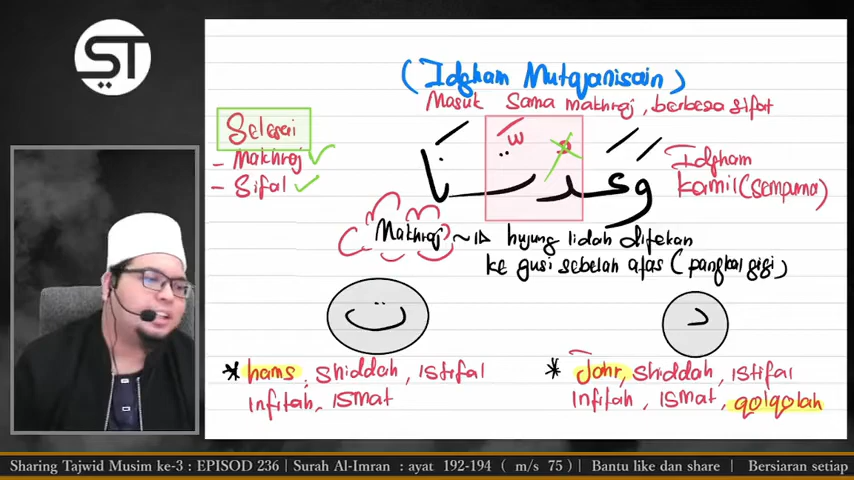 ST
(Idgham Mutajanisain)
Masuk Sama makhraj, berbeza sifat
Selesai
- Makhraj ✓
- Sifat ✓
وَعَدتَّنَا
Idgham
kamil (sempurna)
Makhraj ~ hujung lidah ditekan
ke gusi sebelah atas (pangkal gigi)
ت
د
* hams, shiddah, istifal
infitah, ismat
* Jahr, shiddah, istifal
infitah, ismat, qolqolah
Sharing Tajwid Musim ke-3 : EPISOD 236 | Surah Al-Imran : ayat 192-194 ( m/s 75 ) | Bantu like dan share | Bersiaran setiap